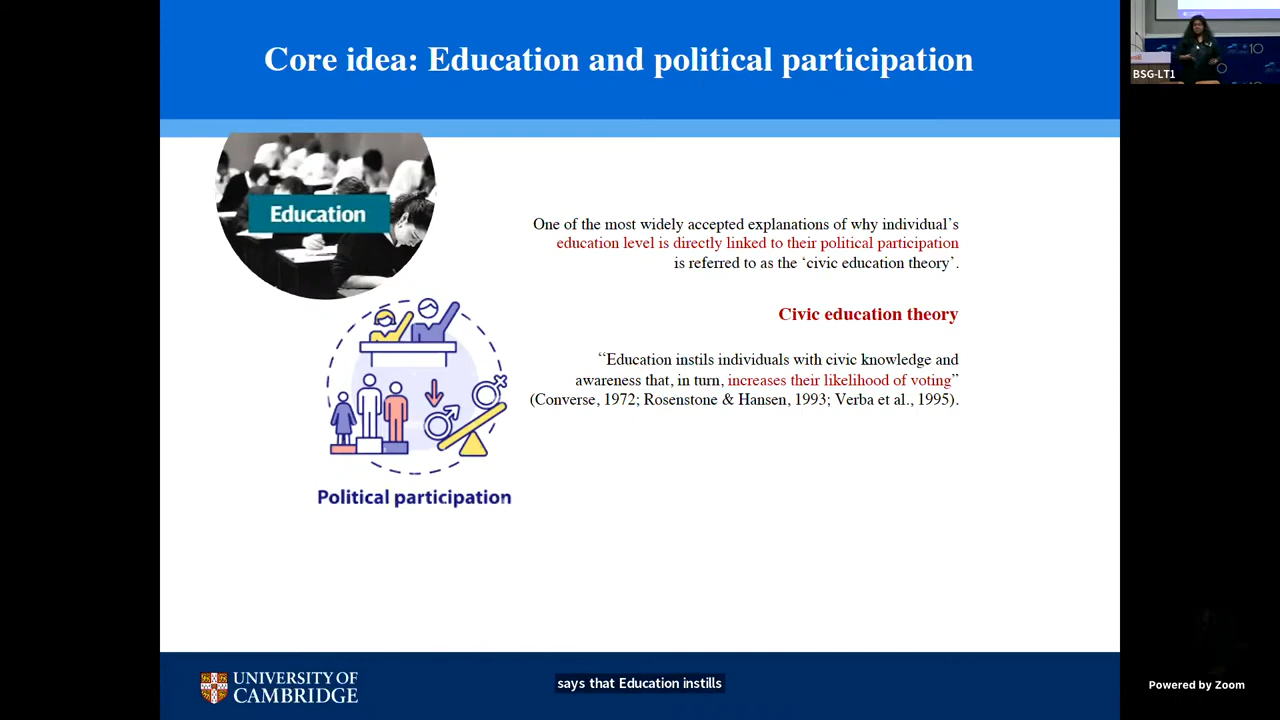 Core idea: Education and political participation
BSG-LT1
Education
One of the most widely accepted explanations of why individual’s
education level is directly linked to their political participation
is referred to as the ‘civic education theory’.
Civic education theory
“Education instils individuals with civic knowledge and
awareness that, in turn, increases their likelihood of voting”
(Converse, 1972; Rosenstone & Hansen, 1993; Verba et al., 1995).
Political participation
UNIVERSITY OF
CAMBRIDGE
says that Education instills
Powered by Zoom